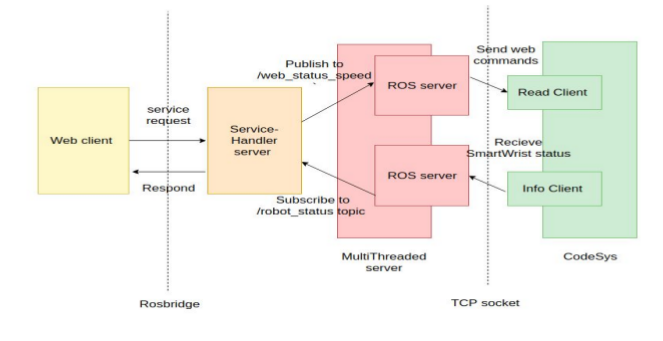 Web client
service
request
Respond
Service-
Handler
server
Publish to
/web_status_speed
Subscribe to
/robot_status topic
ROS server
ROS server
MultiThreaded
server
Send web
commands
Recieve
SmartWrist status
Read Client
Info Client
CodeSys
Rosbridge
TCP socket